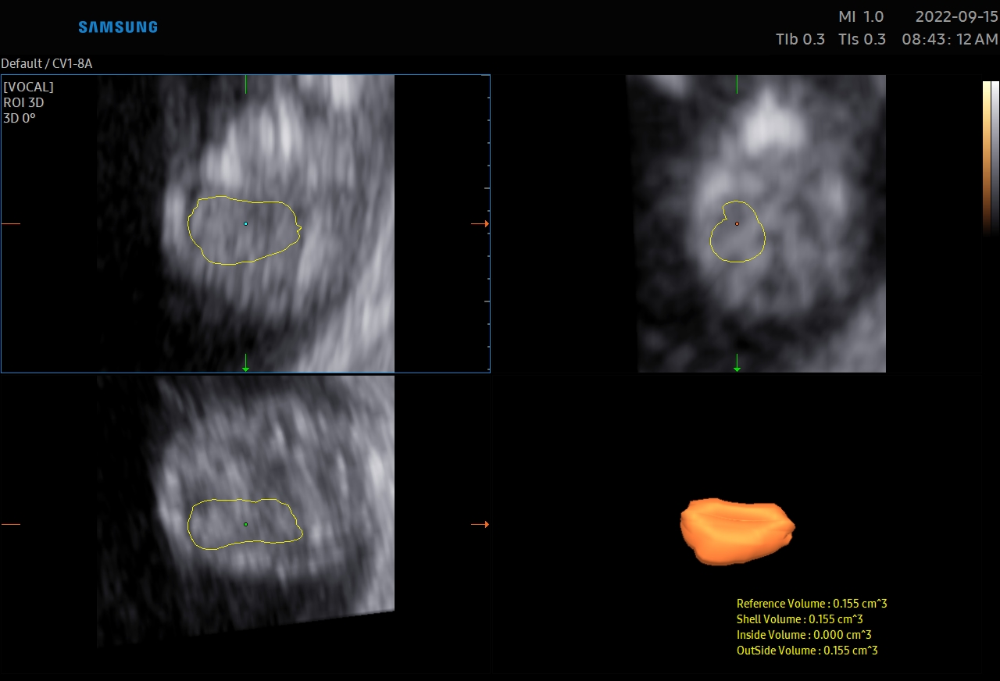 SAMSUNG
MI 1.0 2022-09-15
TIb 0.3 TIs 0.3 08:43: 12 AM
Default / CV1-8A
[VOCAL]
ROI 3D
3D 0°
Reference Volume : 0.155 cm^3
Shell Volume : 0.155 cm^3
Inside Volume : 0.000 cm^3
OutSide Volume : 0.155 cm^3